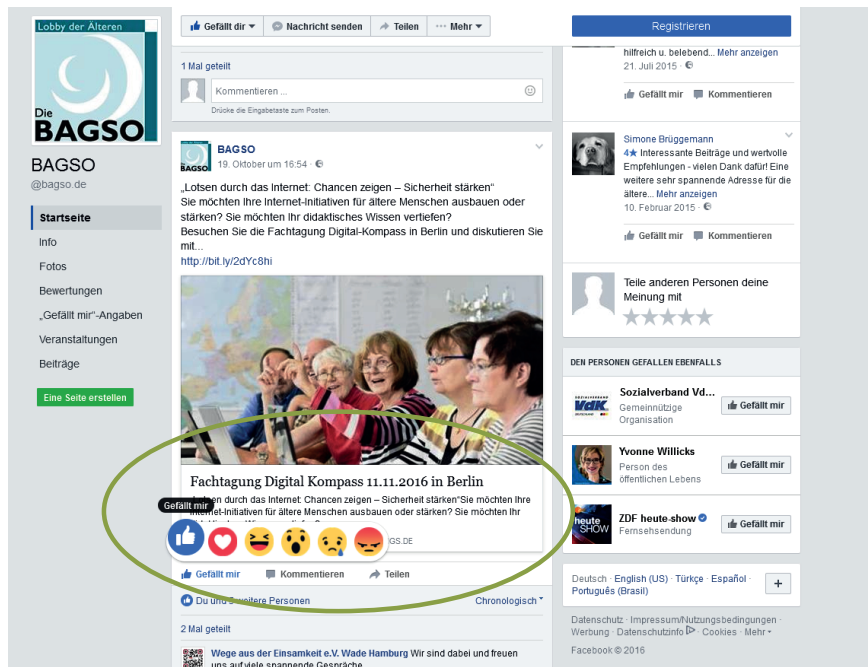 Lobby der Älteren
Die
BAGSO
BAGSO
@bagso.de
Startseite
Info
Fotos
Bewertungen
„Gefällt mir“-Angaben
Veranstaltungen
Beiträge
Eine Seite erstellen
Gefällt dir
Nachricht senden
Teilen
Mehr
1 Mal geteilt
Kommentieren ...
Drücke die Eingabetaste zum Posten.
BAGSO
BAGSO
19. Oktober um 16:54 ·
„Lotsen durch das Internet: Chancen zeigen – Sicherheit stärken“
Sie möchten Ihre Internet-Initiativen für ältere Menschen ausbauen oder
stärken? Sie möchten Ihr didaktisches Wissen vertiefen?
Besuchen Sie die Fachtagung Digital-Kompass in Berlin und diskutieren Sie
mit...
http://bit.ly/2dYc8hi
Fachtagung Digital Kompass 11.11.2016 in Berlin
durch das Internet: Chancen zeigen – Sicherheit stärken“Sie möchten Ihre
Internet-Initiativen für ältere Menschen ausbauen oder stärken? Sie möchten Ihr
Gefällt mir
GS.DE
Gefällt mir
Kommentieren
Teilen
Du und weitere Personen
Chronologisch
2 Mal geteilt
Wege aus der Einsamkeit e.V. Wade Hamburg Wir sind dabei und freuen
uns auf viele spannende Gespräche
Registrieren
hilfreich u. belebend... Mehr anzeigen
21. Juli 2015 ·
Gefällt mir
Kommentieren
Simone Brüggemann
4★ Interessante Beiträge und wertvolle
Empfehlungen - vielen Dank dafür! Eine
weitere sehr spannende Adresse für die
ältere... Mehr anzeigen
10. Februar 2015 ·
Gefällt mir
Kommentieren
Teile anderen Personen deine
Meinung mit
DEN PERSONEN GEFALLEN EBENFALLS
SOZIALVERBAND
VdK
DEUTSCHLAND
Sozialverband Vd...
Gemeinnützige
Organisation
Gefällt mir
Yvonne Willicks
Person des
öffentlichen Lebens
Gefällt mir
heute
SHOW
ZDF heute-show
Fernsehsendung
Gefällt mir
Deutsch · English (US) · Türkçe · Español ·
Português (Brasil)
+
Datenschutz · Impressum/Nutzungsbedingungen ·
Werbung · Datenschutzinfo · Cookies · Mehr
Facebook © 2016